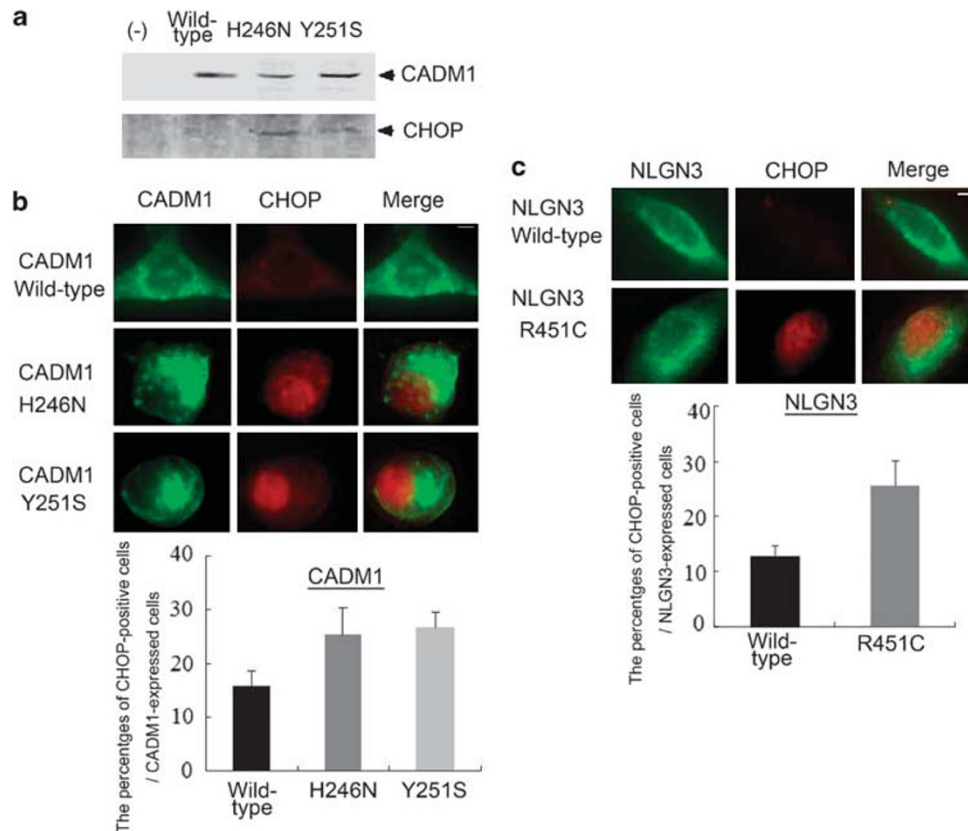 a
(-) Wild-type H246N Y251S
CADM1
CHOP
b
CADM1 CHOP Merge
CADM1
Wild-type
CADM1
H246N
CADM1
Y251S
The percentges of CHOP-positive cells
/ CADM1-expressed cells
CADM1
40
30
20
10
0
Wild-
type
H246N
Y251S
c
NLGN3 CHOP Merge
NLGN3
Wild-type
NLGN3
R451C
The percentges of CHOP-positive cells
/ NLGN3-expressed cells
NLGN3
40
30
20
10
0
Wild-
type
R451C